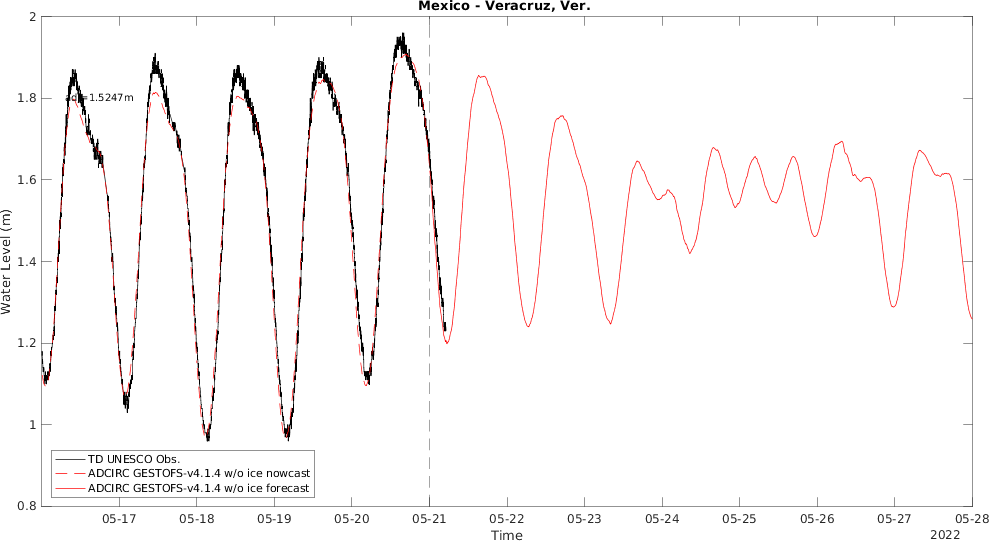 Mexico - Veracruz, Ver.
2
1.8
1.6
1.4
1.2
1
0.8
Water Level (m)
=1.5247m
TD UNESCO Obs.
ADCIRC GESTOFS-v4.1.4 w/o ice nowcast
ADCIRC GESTOFS-v4.1.4 w/o ice forecast
05-17 05-18 05-19 05-20 05-21 05-22 05-23 05-24 05-25 05-26 05-27 05-28
Time
2022